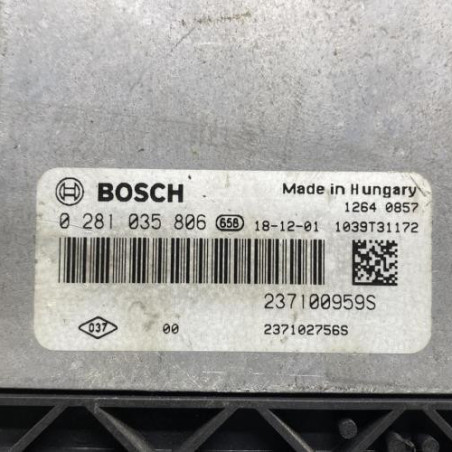 BOSCH
Made in Hungary
1264 0857
0 281 035 806 656 18-12-01 1039T31172
237100959S
037 00 237102756S